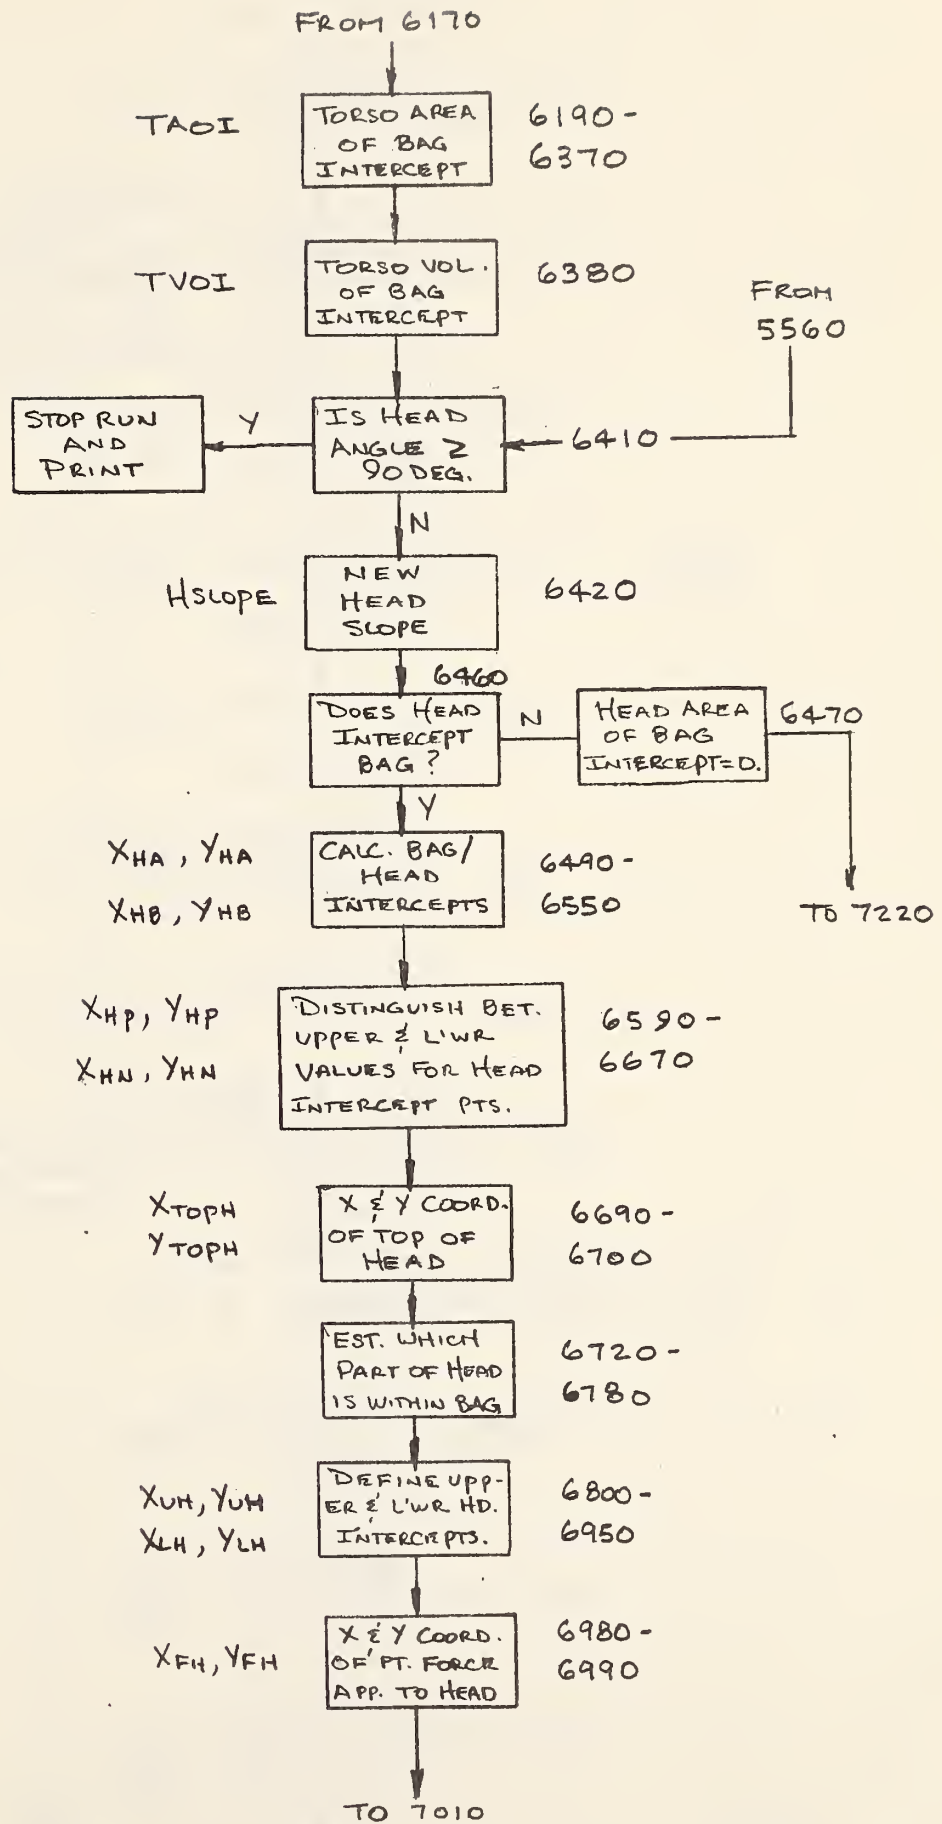 FROM 6170
TAOI
TORSO AREA
OF BAG
INTERCEPT
6190-
6370
TVOI
TORSO VOL.
OF BAG
INTERCEPT
6380
FROM
5560
STOP RUN
AND
PRINT
Y
IS HEAD
ANGLE ≥
90 DEG.
6410
N
HSLOPE
NEW
HEAD
SLOPE
6420
6460
DOES HEAD
INTERCEPT
BAG?
N
HEAD AREA
OF BAG
INTERCEPT=0.
6470
Y
TO 7220
XHA, YHA
XHB, YHB
CALC. BAG/
HEAD
INTERCEPTS
6490-
6550
XHP, YHP
XHN, YHN
DISTINGUISH BET.
UPPER & L'WR
VALUES FOR HEAD
INTERCEPT PTS.
6590-
6670
XTOPH
YTOPH
X & Y COORD.
OF TOP OF
HEAD
6690-
6700
EST. WHICH
PART OF HEAD
IS WITHIN BAG
6720-
6780
XUH, YUH
XLH, YLH
DEFINE UPP-
ER & L'WR HD.
INTERCEPTS.
6800-
6950
XFH, YFH
X & Y COORD.
OF PT. FORCE
APP. TO HEAD
6980-
6990
TO 7010